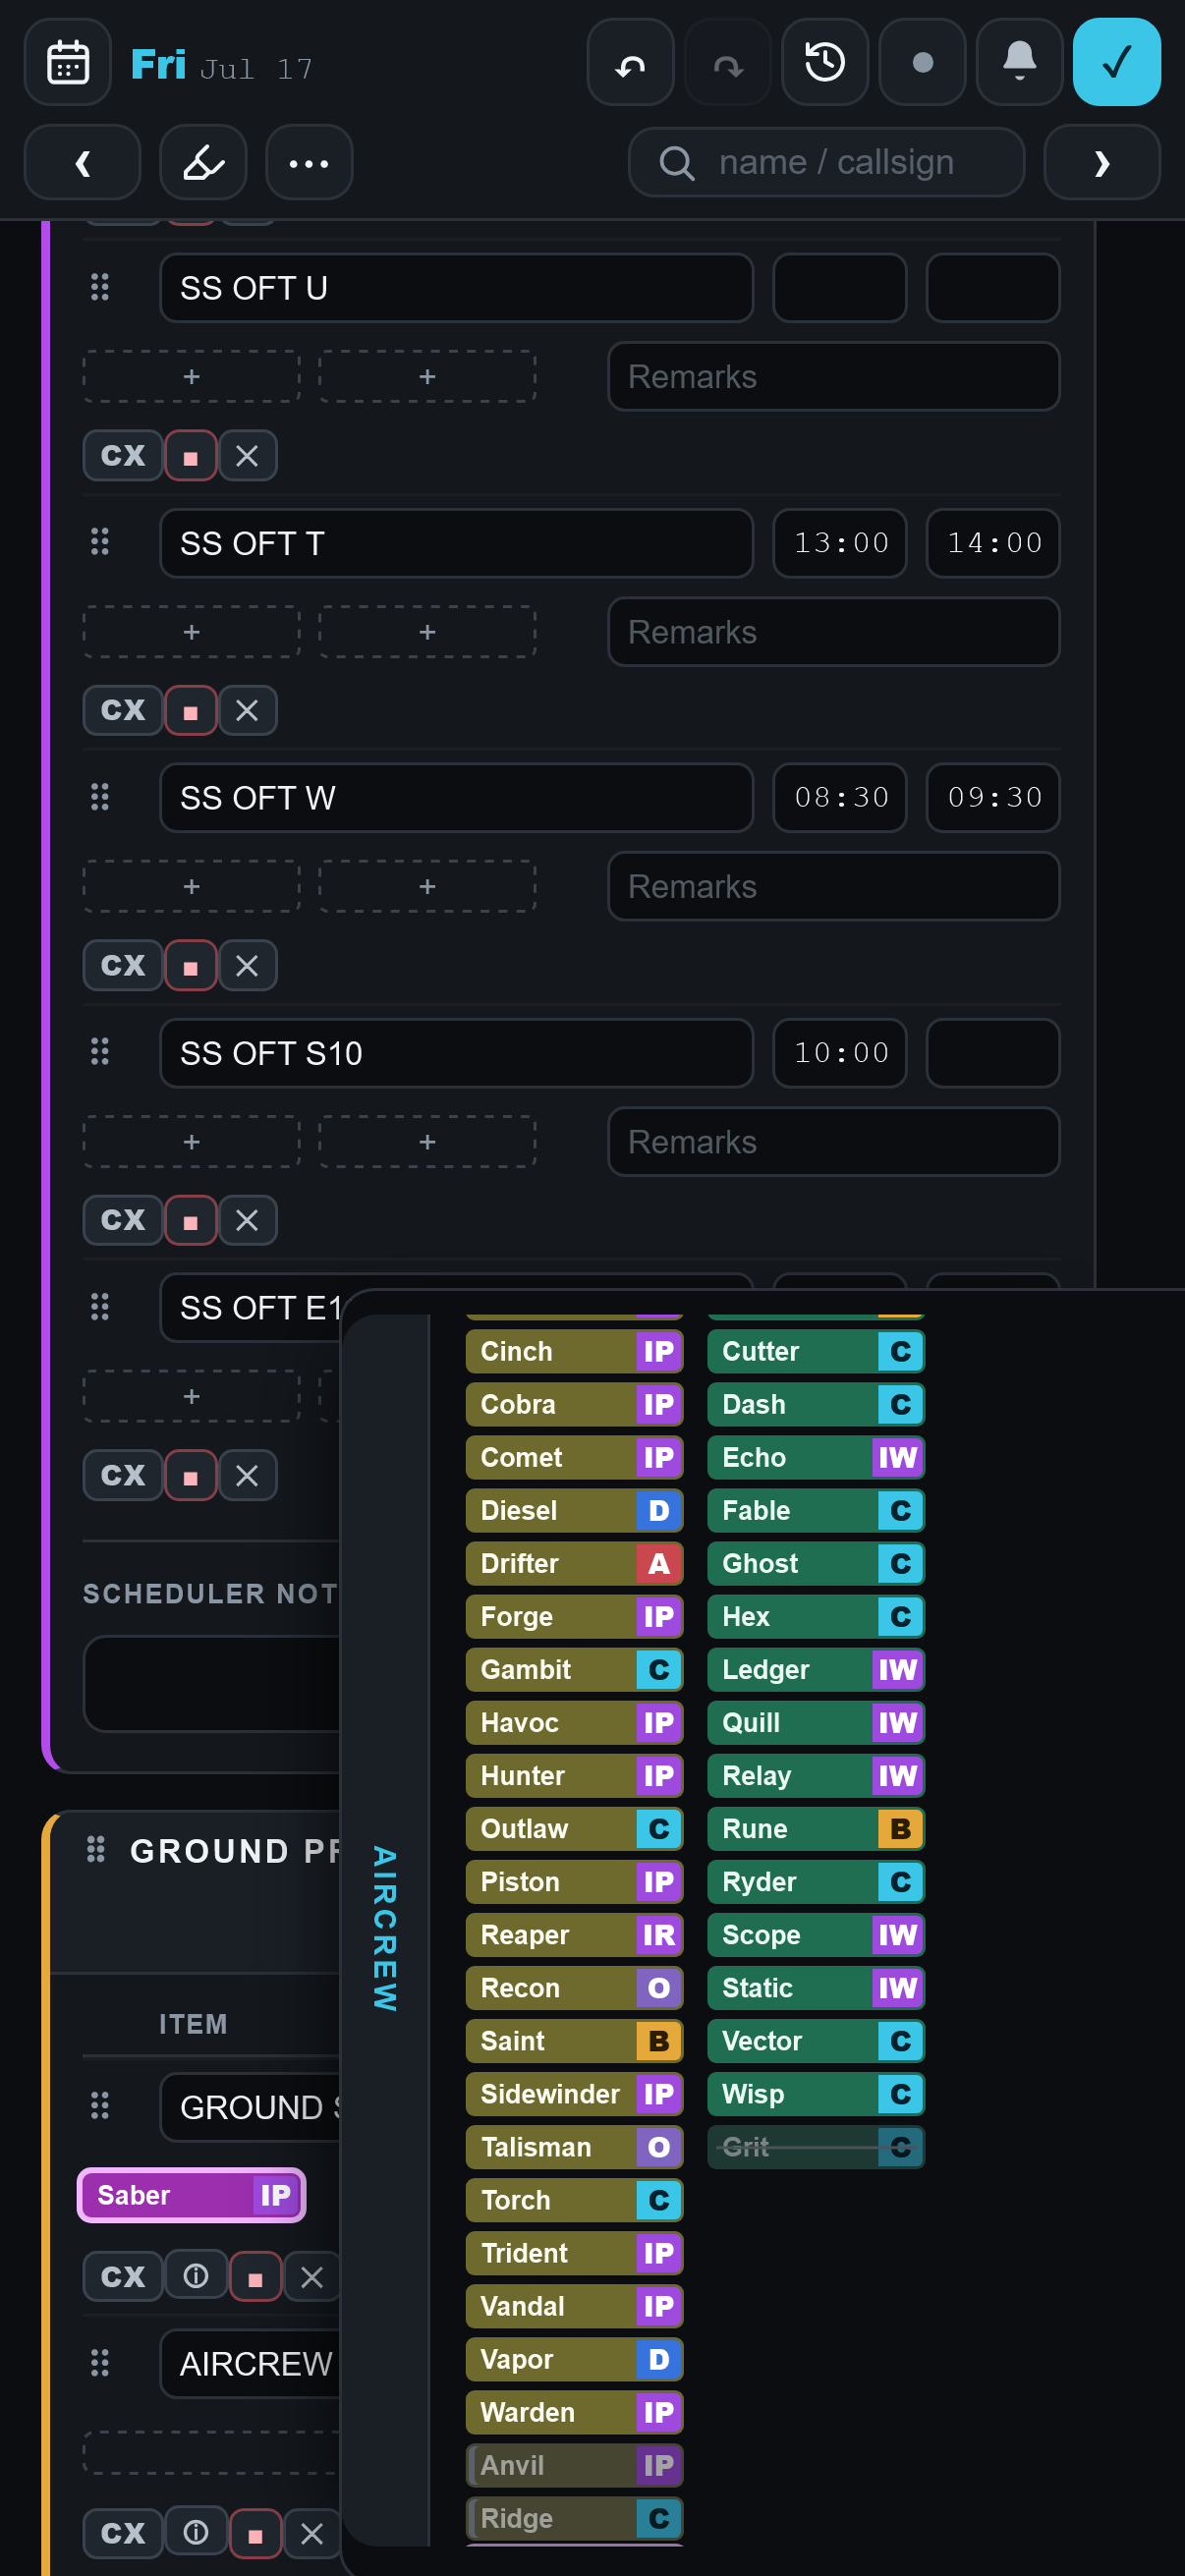 Fri Jul 17
name / callsign
SS OFT U
+ + Remarks
CX
SS OFT T 13:00 14:00
+ + Remarks
CX
SS OFT W 08:30 09:30
+ + Remarks
CX
SS OFT S10 10:00
+ + Remarks
CX
SS OFT
+
CX
SCHEDULER
GROUND
ITEM
GROUND
Saber IP
CX
AIRCREW
CX
AIRCREW
Cinch IP
Cobra IP
Comet IP
Diesel D
Drifter A
Forge IP
Gambit C
Havoc IP
Hunter IP
Outlaw C
Piston IP
Reaper IR
Recon O
Saint B
Sidewinder IP
Talisman O
Torch C
Trident IP
Vandal IP
Vapor D
Warden IP
Anvil IP
Ridge C
Cutter C
Dash C
Echo IW
Fable C
Ghost C
Hex C
Ledger IW
Quill IW
Relay IW
Rune B
Ryder C
Scope IW
Static IW
Vector C
Wisp C
Grit C